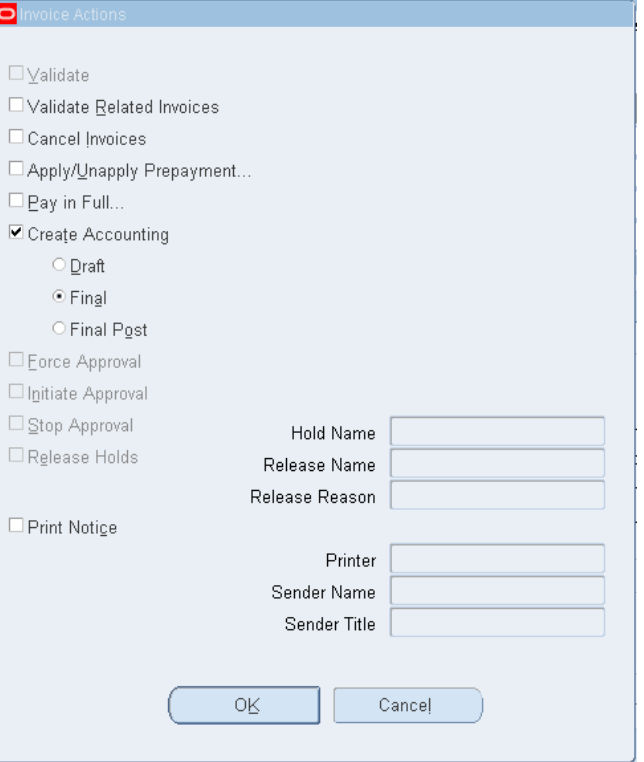 Invoice Actions
Validate
Validate Related Invoices
Cancel Invoices
Apply/Unapply Prepayment...
Pay in Full...
Create Accounting
Draft
Final
Final Post
Force Approval
Initiate Approval
Stop Approval
Hold Name
Release Holds
Release Name
Release Reason
Print Notice
Printer
Sender Name
Sender Title
OK
Cancel